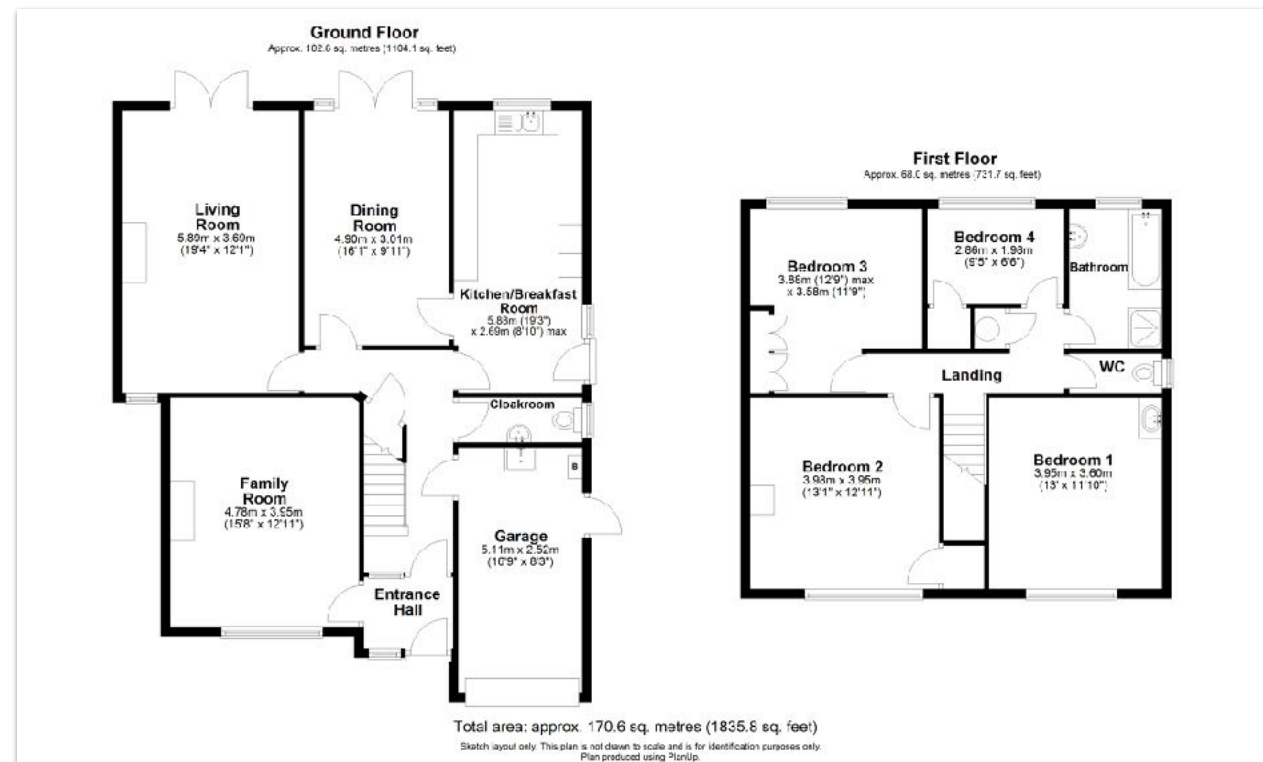 Ground Floor
Approx. 102.6 sq. metres (1104.1 sq. feet)
Living
Room
5.89m x 3.69m
(19'4" x 12'1")
Dining
Room
4.90m x 3.01m
(16'1" x 9'11")
Kitchen/Breakfast
Room
5.88m (19'3")
x 2.69m (8'10") max
Cloakroom
Family
Room
4.78m x 3.95m
(15'8" x 12'11")
B
Garage
5.11m x 2.52m
(16'9" x 8'3")
Entrance
Hall
First Floor
Approx. 68.0 sq. metres (731.7 sq. feet)
Bedroom 3
3.88m (12'9") max
x 3.58m (11'9")
Bedroom 4
2.86m x 1.98m
(9'5" x 6'6")
Bathroom
Landing
WC
Bedroom 2
3.98m x 3.95m
(13'1" x 12'11")
Bedroom 1
3.95m x 3.60m
(13' x 11'10")
Total area: approx. 170.6 sq. metres (1835.8 sq. feet)
Sketch layout only. This plan is not drawn to scale and is for identification purposes only.
Plan produced using PlanUp.